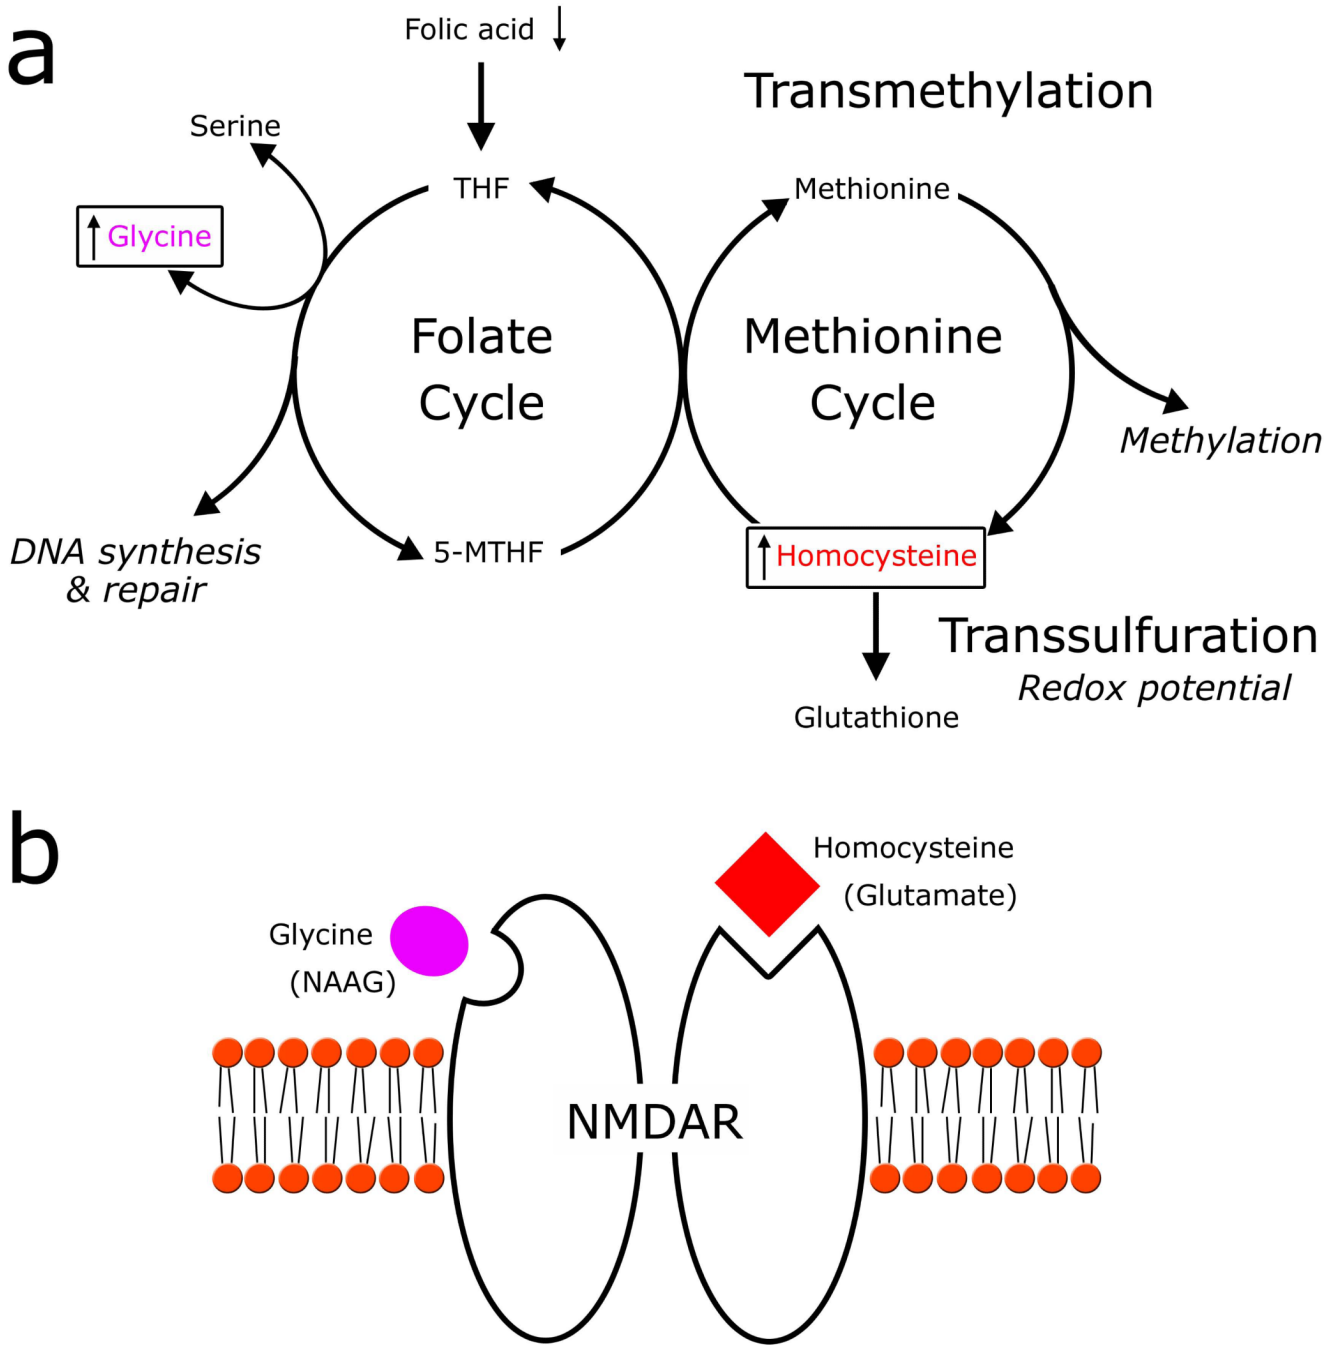 a
Folic acid ↓
Transmethylation
Serine
THF
Methionine
↑ Glycine
Folate
Cycle
Methionine
Cycle
Methylation
DNA synthesis
& repair
5-MTHF
↑ Homocysteine
Transsulfuration
Redox potential
Glutathione
b
Homocysteine
(Glutamate)
Glycine
(NAAG)
NMDAR